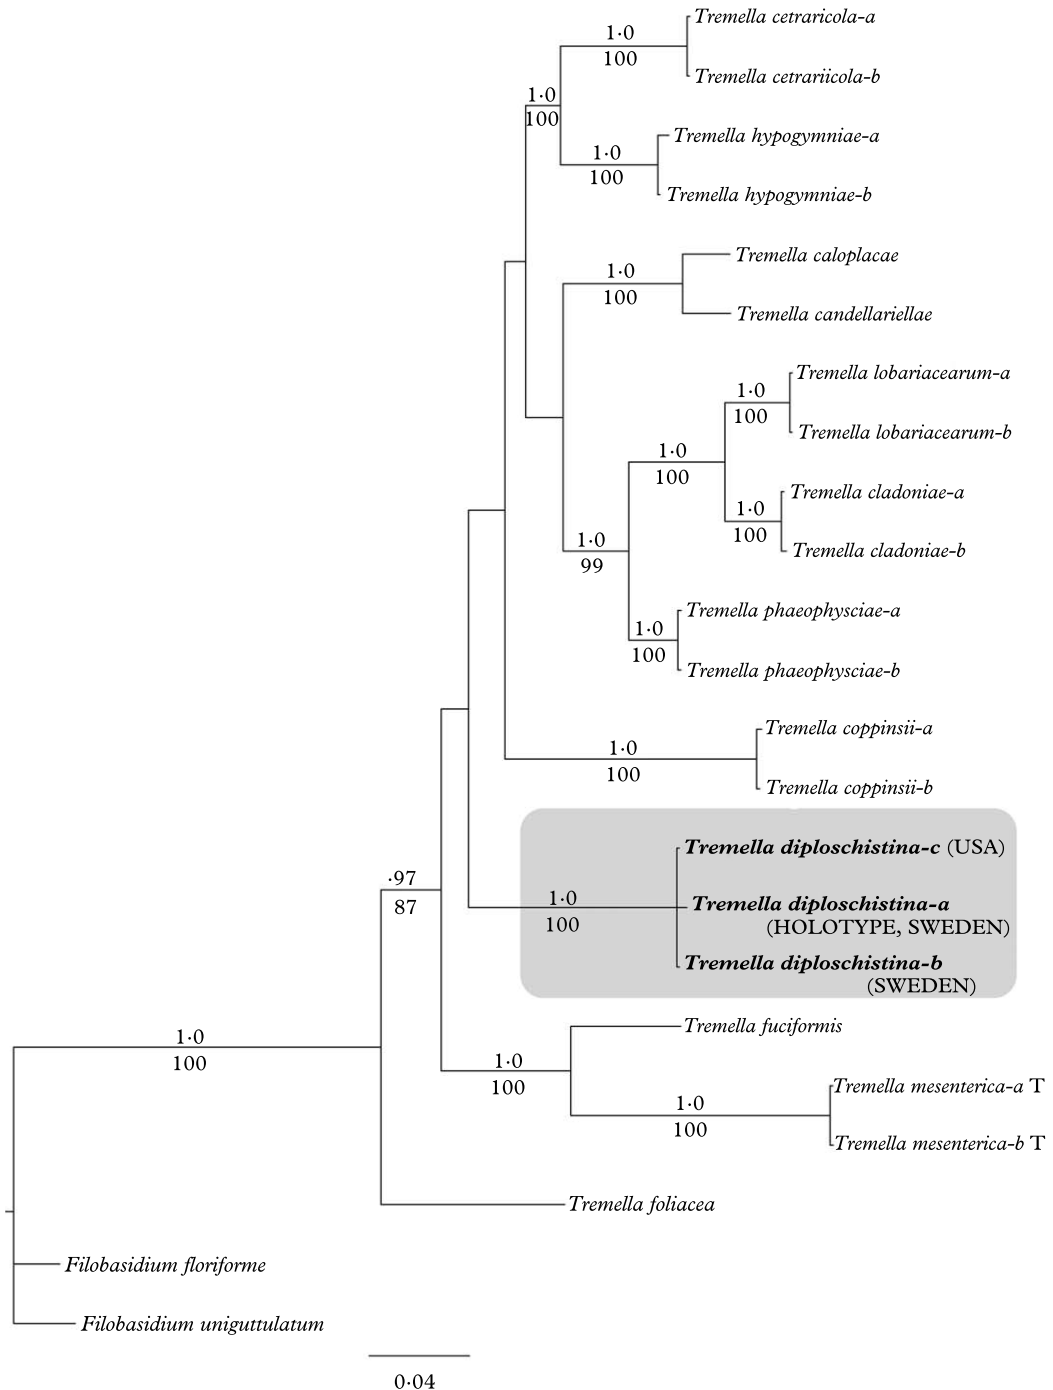 Tremella cetraricola-a
1·0
100
Tremella cetrariicola-b
1·0
100
Tremella hypogymniae-a
1·0
100
Tremella hypogymniae-b
Tremella caloplacae
1·0
100
Tremella candellariellae
Tremella lobariacearum-a
1·0
100
Tremella lobariacearum-b
1·0
100
Tremella cladoniae-a
1·0
100
Tremella cladoniae-b
1·0
99
Tremella phaeophysciae-a
1·0
100
Tremella phaeophysciae-b
Tremella coppinsii-a
1·0
100
Tremella coppinsii-b
Tremella diploschistina-c (USA)
·97
87
1·0
100
Tremella diploschistina-a
(HOLOTYPE, SWEDEN)
Tremella diploschistina-b
(SWEDEN)
Tremella fuciformis
1·0
100
1·0
100
Tremella mesenterica-a T
1·0
100
Tremella mesenterica-b T
Tremella foliacea
Filobasidium floriforme
Filobasidium uniguttulatum
0·04